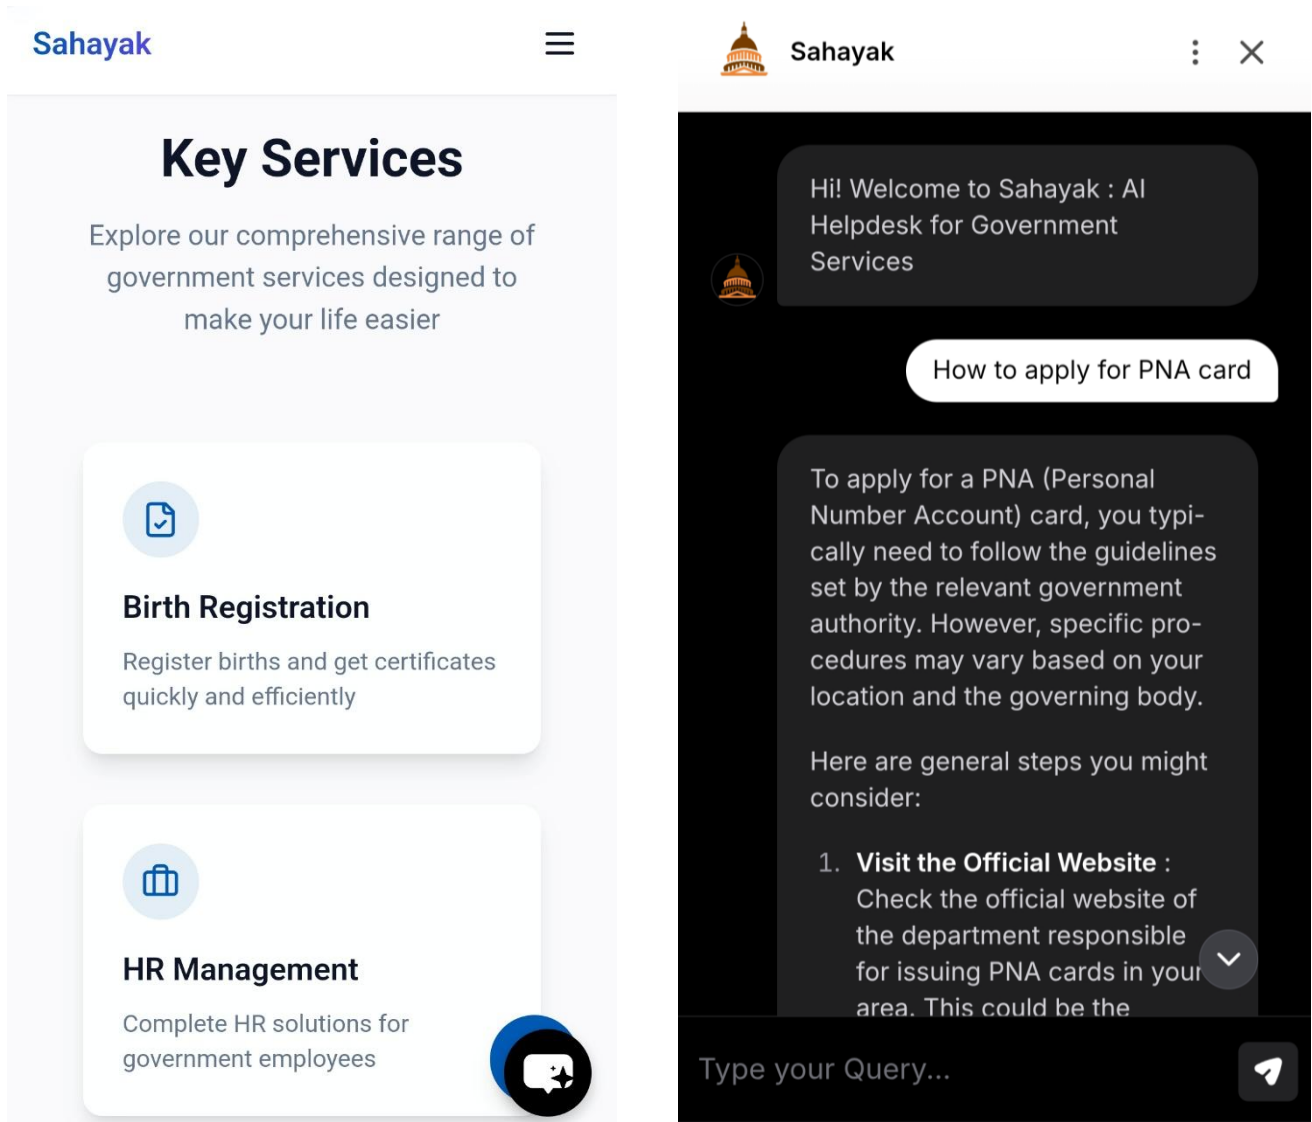 Sahayak
Key Services
Explore our comprehensive range of
government services designed to
make your life easier
Birth Registration
Register births and get certificates
quickly and efficiently
HR Management
Complete HR solutions for
government employees
Sahayak
Hi! Welcome to Sahayak : AI
Helpdesk for Government
Services
How to apply for PNA card
To apply for a PNA (Personal
Number Account) card, you typi-
cally need to follow the guidelines
set by the relevant government
authority. However, specific pro-
cedures may vary based on your
location and the governing body.
Here are general steps you might
consider:
1. Visit the Official Website :
Check the official website of
the department responsible
for issuing PNA cards in your
area. This could be the
Type your Query...